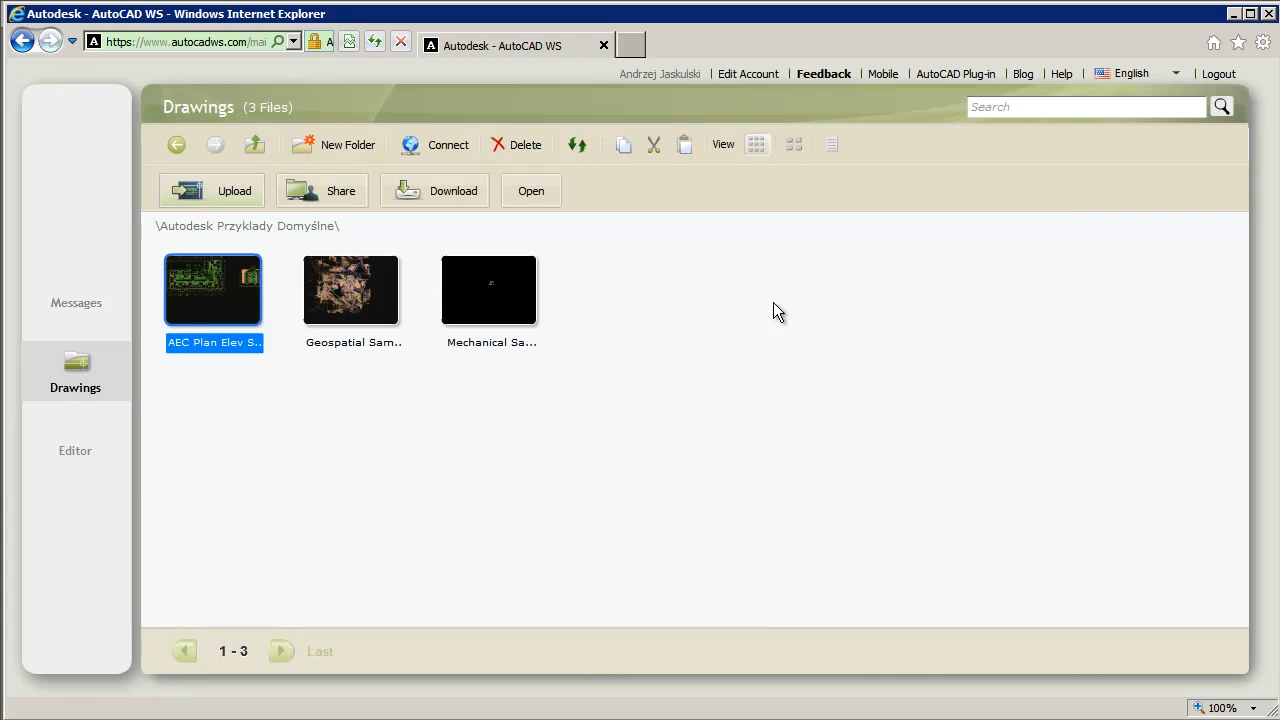 Autodesk - AutoCAD WS - Windows Internet Explorer
https://www.autocadws.com/mai
A
Autodesk - AutoCAD WS
Andrzej Jaskulski | Edit Account | Feedback | Mobile | AutoCAD Plug-in | Blog | Help | English | Logout
Drawings (3 Files)
Search
New Folder Connect Delete View
Upload Share Download Open
\Autodesk Przyklady Domyślne\
AEC Plan Elev S... Geospatial Sam.. Mechanical Sa...
Messages
Drawings
Editor
1 - 3 Last
100%